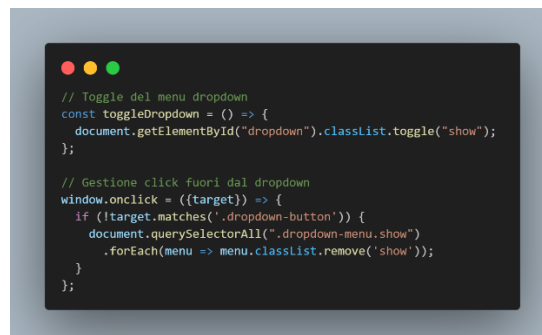 // Toggle del menu dropdown
const toggleDropdown = () => {
  document.getElementById("dropdown").classList.toggle("show");
};

// Gestione click fuori dal dropdown
window.onclick = ({target}) => {
  if (!target.matches('.dropdown-button')) {
    document.querySelectorAll(".dropdown-menu.show")
      .forEach(menu => menu.classList.remove('show'));
  }
};